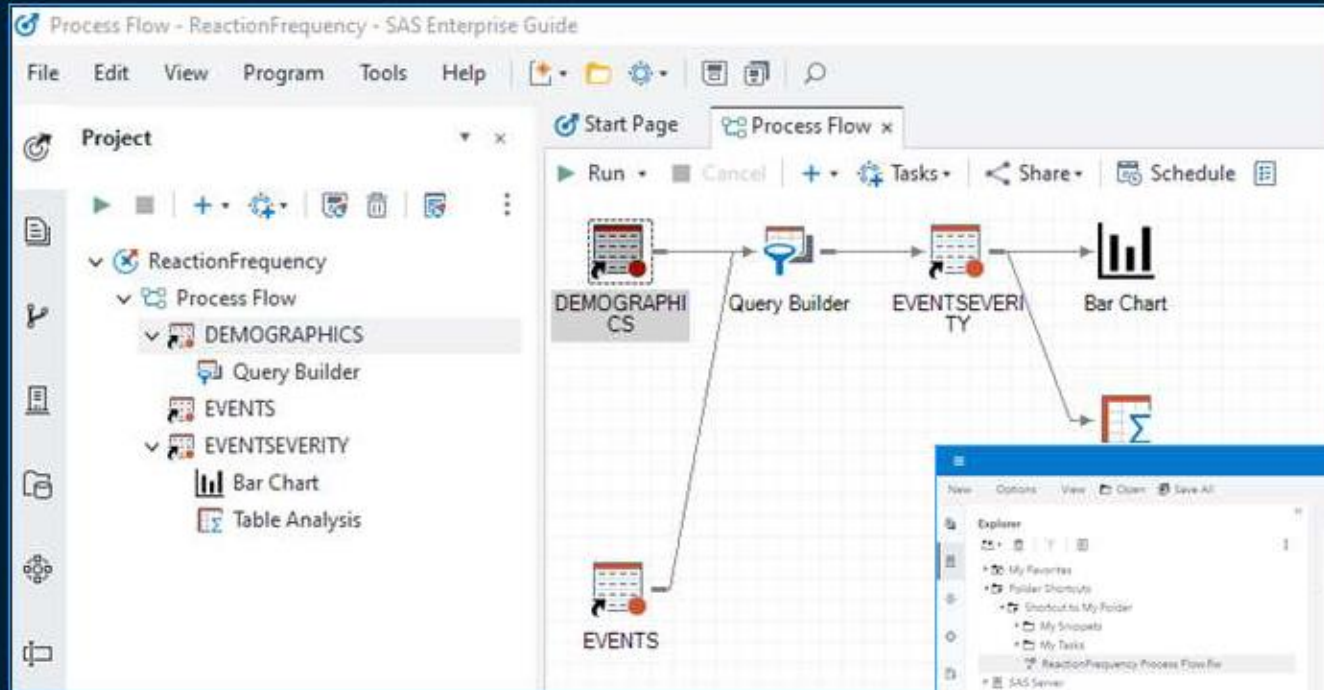 Process Flow - ReactionFrequency - SAS Enterprise Guide
File Edit View Program Tools Help
Project
Start Page Process Flow
Run Cancel Tasks Share Schedule
ReactionFrequency
Process Flow
DEMOGRAPHICS
Query Builder
EVENTS
EVENTSEVERITY
Bar Chart
Table Analysis
DEMOGRAPHI
CS
Query Builder
EVENTSEVERI
TY
Bar Chart
EVENTS
New Options View Open Save All
Explorer
My Favorites
Folder Shortcuts
Shortcut to My Folder
My Snippets
My Tasks
ReactionFrequency Process Flow.flw
SAS Server